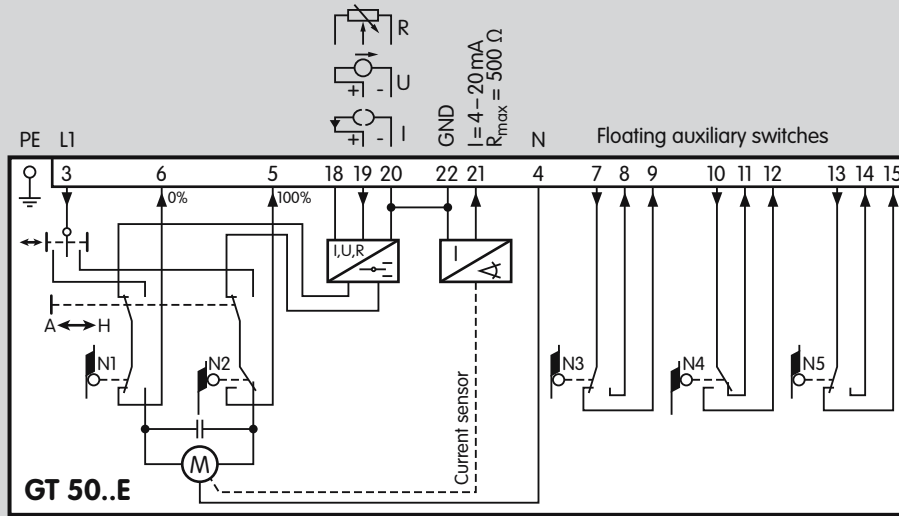 R
U
+ -
I
+ -
GND
I = 4 – 20 mA
Rmax = 500 Ω
PE L1 N Floating auxiliary switches
3 6 5 18 19 20 22 21 4 7 8 9 10 11 12 13 14 15
0% 100%
I,U,R I
A H
N1 N2 N3 N4 N5
Current sensor
M
GT 50..E